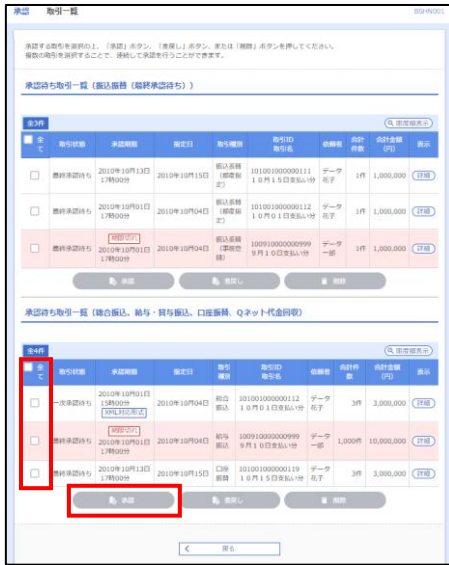 承認 取引一覧 BSHN001
承認する取引を選択の上、「承認」ボタン、「差戻し」ボタン、または「削除」ボタンを押してください。
複数の取引を選択することで、連続して承認を行うことができます。
承認待ち取引一覧（振込振替（最終承認待ち））
全3件 限度額表示
全て 取引状態 承認期限 指定日 取引種別 取引ID 取引名 依頼者 合計件数 合計金額（円） 表示
最終承認待ち 2010年10月13日 17時00分 2010年10月15日 振込振替（都度指定） 101001000000111 10月15日支払い分 データ花子 1件 1,000,000 詳細
最終承認待ち 2010年10月01日 17時00分 2010年10月04日 振込振替（都度指定） 101001000000112 10月01日支払い分 データ花子 1件 1,000,000 詳細
最終承認待ち 期限切れ 2010年10月01日 17時00分 2010年10月04日 振込振替（事前登録） 100910000000999 9月10日支払い分 データ一郎 1件 1,000,000 詳細
承認 差戻し 削除
承認待ち取引一覧（総合振込、給与・賞与振込、口座振替、Qネット代金回収）
全4件 限度額表示
全て 取引状態 承認期限 指定日 取引種別 取引ID 取引名 依頼者 合計件数 合計金額（円） 表示
一次承認待ち 2010年10月01日 15時00分 XML対応形式 2010年10月04日 総合振込 101001000000112 10月01日支払い分 データ花子 3件 3,000,000 詳細
最終承認待ち 期限切れ 2010年10月01日 17時00分 2010年10月04日 給与振込 100910000000999 9月10日支払い分 データ一郎 1,000件 10,000,000 詳細
最終承認待ち 2010年10月13日 17時00分 2010年10月15日 口座振替 101001000000119 10月15日支払い分 データ花子 3件 3,000,000 詳細
承認 差戻し 削除
戻る